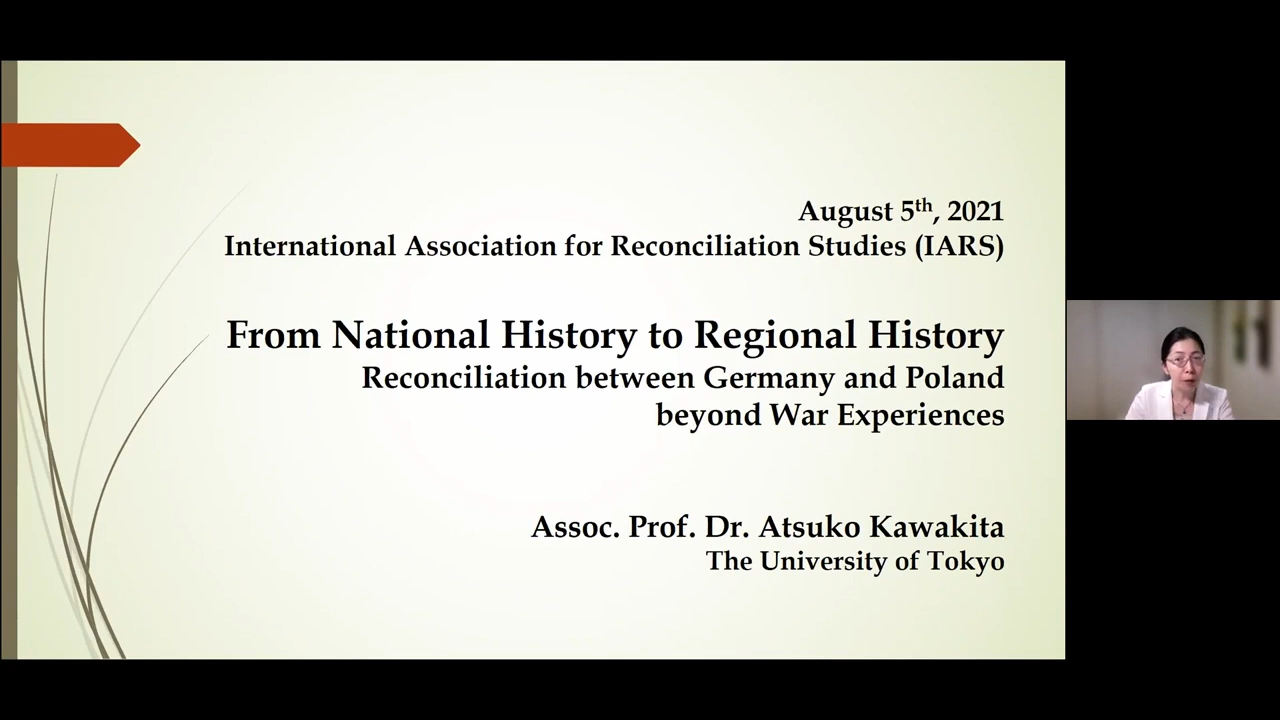 August 5th, 2021
International Association for Reconciliation Studies (IARS)
From National History to Regional History
Reconciliation between Germany and Poland
beyond War Experiences
Assoc. Prof. Dr. Atsuko Kawakita
The University of Tokyo